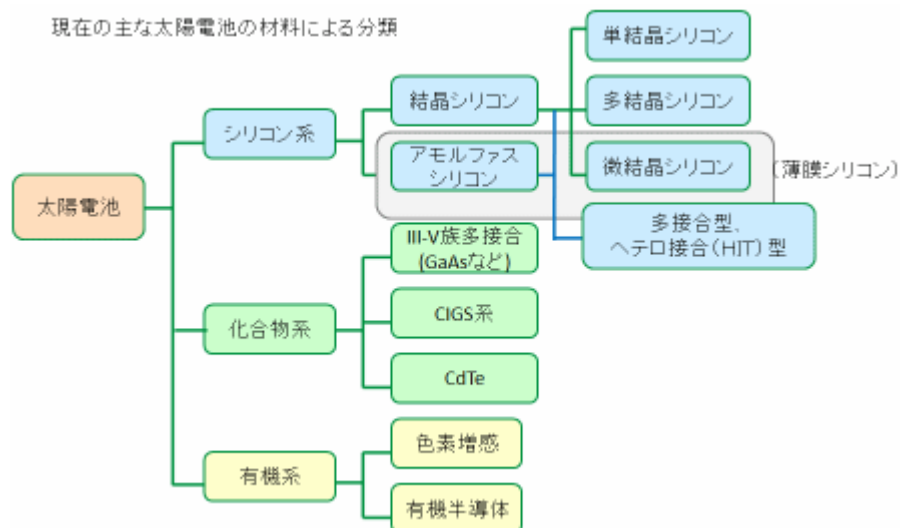 現在の主な太陽電池の材料による分類
単結晶シリコン
結晶シリコン
多結晶シリコン
シリコン系
アモルファス
シリコン
微結晶シリコン
(薄膜シリコン)
太陽電池
多接合型、
ヘテロ接合(HIT)型
III-V族多接合
(GaAsなど)
化合物系
CIGS系
CdTe
色素増感
有機系
有機半導体